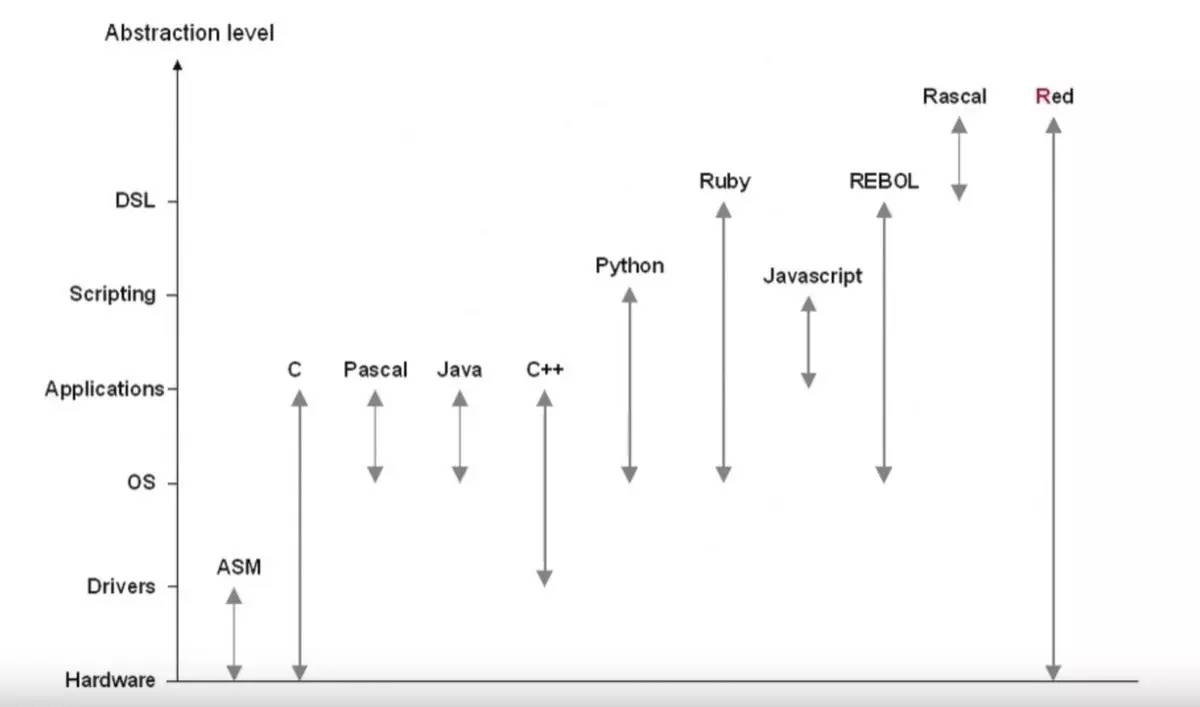 Abstraction level
Rascal Red
Ruby REBOL
DSL
Python
Javascript
Scripting
C Pascal Java C++
Applications
OS
ASM
Drivers
Hardware